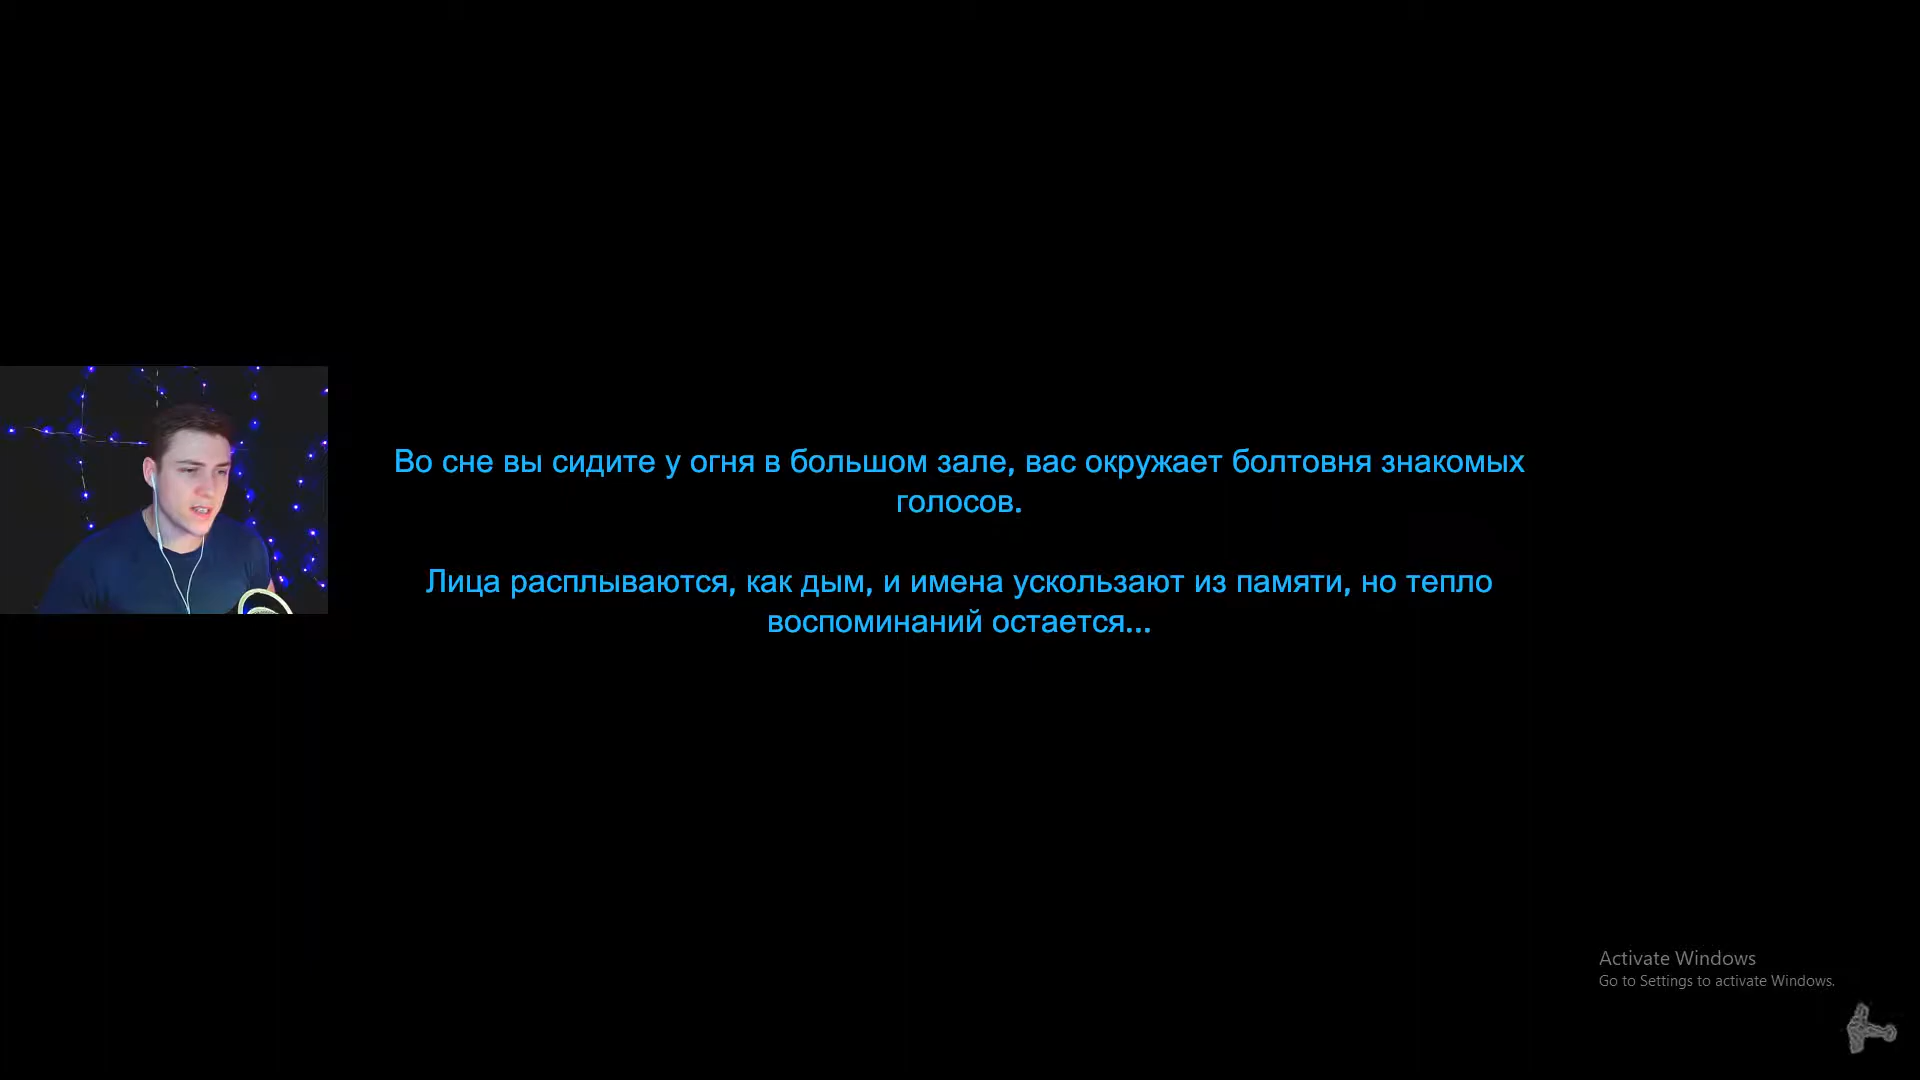 Во сне вы сидите у огня в большом зале, вас окружает болтовня знакомых
голосов.
Лица расплываются, как дым, и имена ускользают из памяти, но тепло
воспоминаний остается...
Activate Windows
Go to Settings to activate Windows.